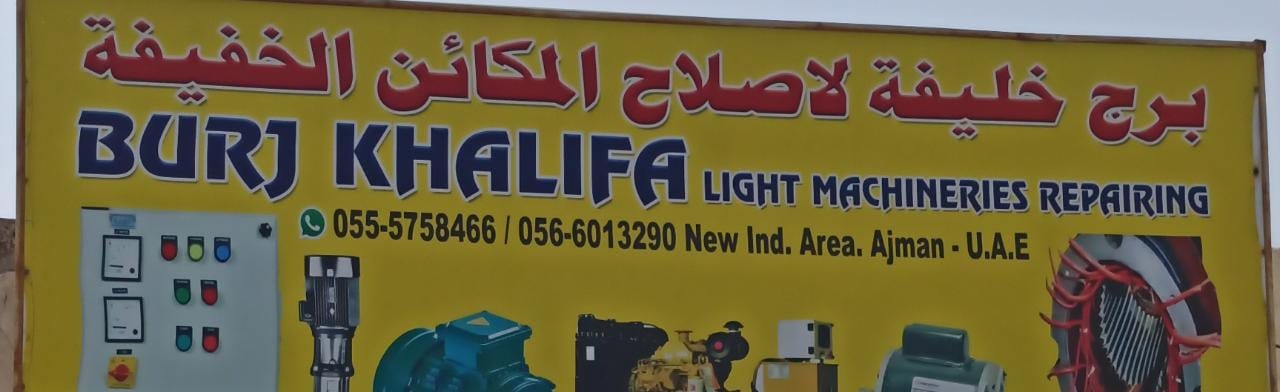 برج خليفة لاصلاح المكائن الخفيفة
BURJ KHALIFA LIGHT MACHINERIES REPAIRING
055-5758466 / 056-6013290 New Ind. Area. Ajman - U.A.E